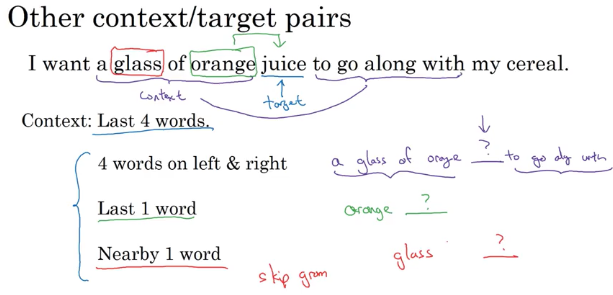 Other context/target pairs
I want a glass of orange juice to go along with my cereal.
context target
Context: Last 4 words.
4 words on left & right a glass of orange ? to go alg with
Last 1 word orange ?
Nearby 1 word glass ?
skip gram